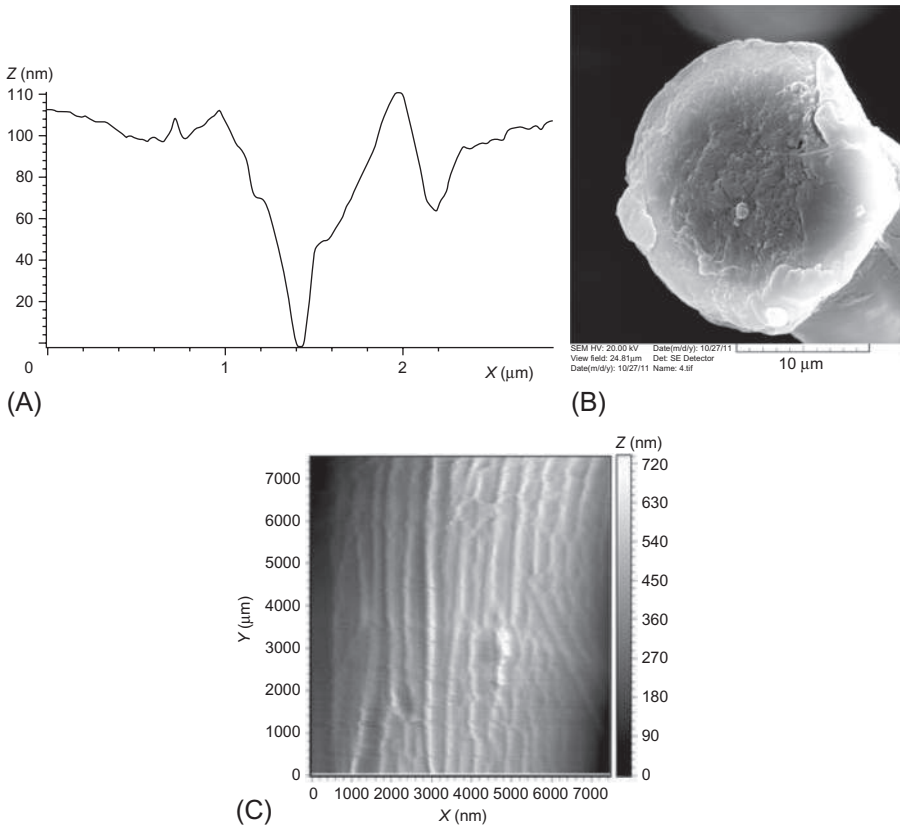 Z (nm)
110
100
80
60
40
20
0
1
2
X (μm)
(A)
SEM HV: 20.00 kV Date(m/d/y): 10/27/11
View field: 24.81μm Det: SE Detector
Date(m/d/y): 10/27/11 Name: 4.tif
10 μm
(B)
Z (nm)
7000
6000
5000
4000
3000
2000
1000
0
Y (μm)
0 1000 2000 3000 4000 5000 6000 7000
X (nm)
720
630
540
450
360
270
180
90
0
(C)